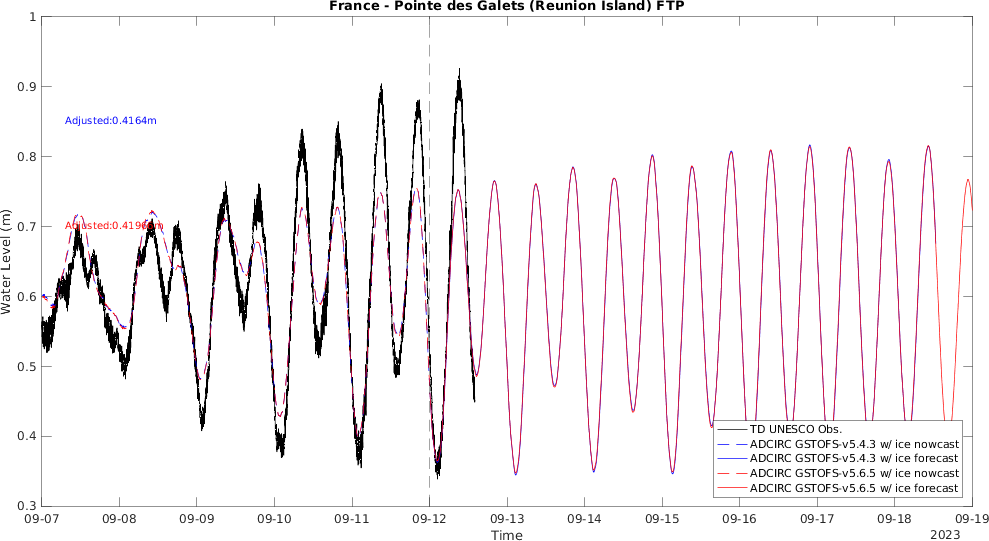 France - Pointe des Galets (Reunion Island) FTP
1
0.9
0.8
0.7
0.6
0.5
0.4
0.3
Water Level (m)
Adjusted:0.4164m
Adjusted:0.4196m
TD UNESCO Obs.
ADCIRC GSTOFS-v5.4.3 w/ ice nowcast
ADCIRC GSTOFS-v5.4.3 w/ ice forecast
ADCIRC GSTOFS-v5.6.5 w/ ice nowcast
ADCIRC GSTOFS-v5.6.5 w/ ice forecast
09-07 09-08 09-09 09-10 09-11 09-12 09-13 09-14 09-15 09-16 09-17 09-18 09-19
Time
2023